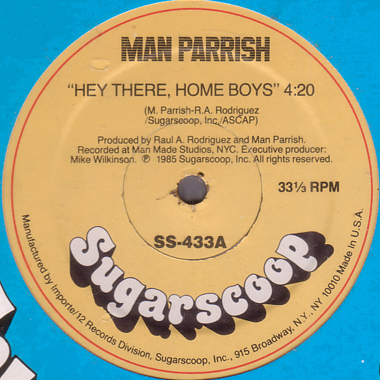 MAN PARRISH
“HEY THERE, HOME BOYS” 4:20
(M. Parrish-R.A. Rodriguez
/Sugarscoop, Inc./ASCAP)
Produced by Raul A. Rodriguez and Man Parrish.
Recorded at Man Made Studios, NYC. Executive producer:
Mike Wilkinson. ℗ 1985 Sugarscoop, Inc. All rights reserved.
33⅓ RPM
SS-433A
Sugarscoop
Manufactured by Importe/12 Records Division, Sugarscoop, Inc., 915 Broadway, N.Y., NY 10010 Made in U.S.A.